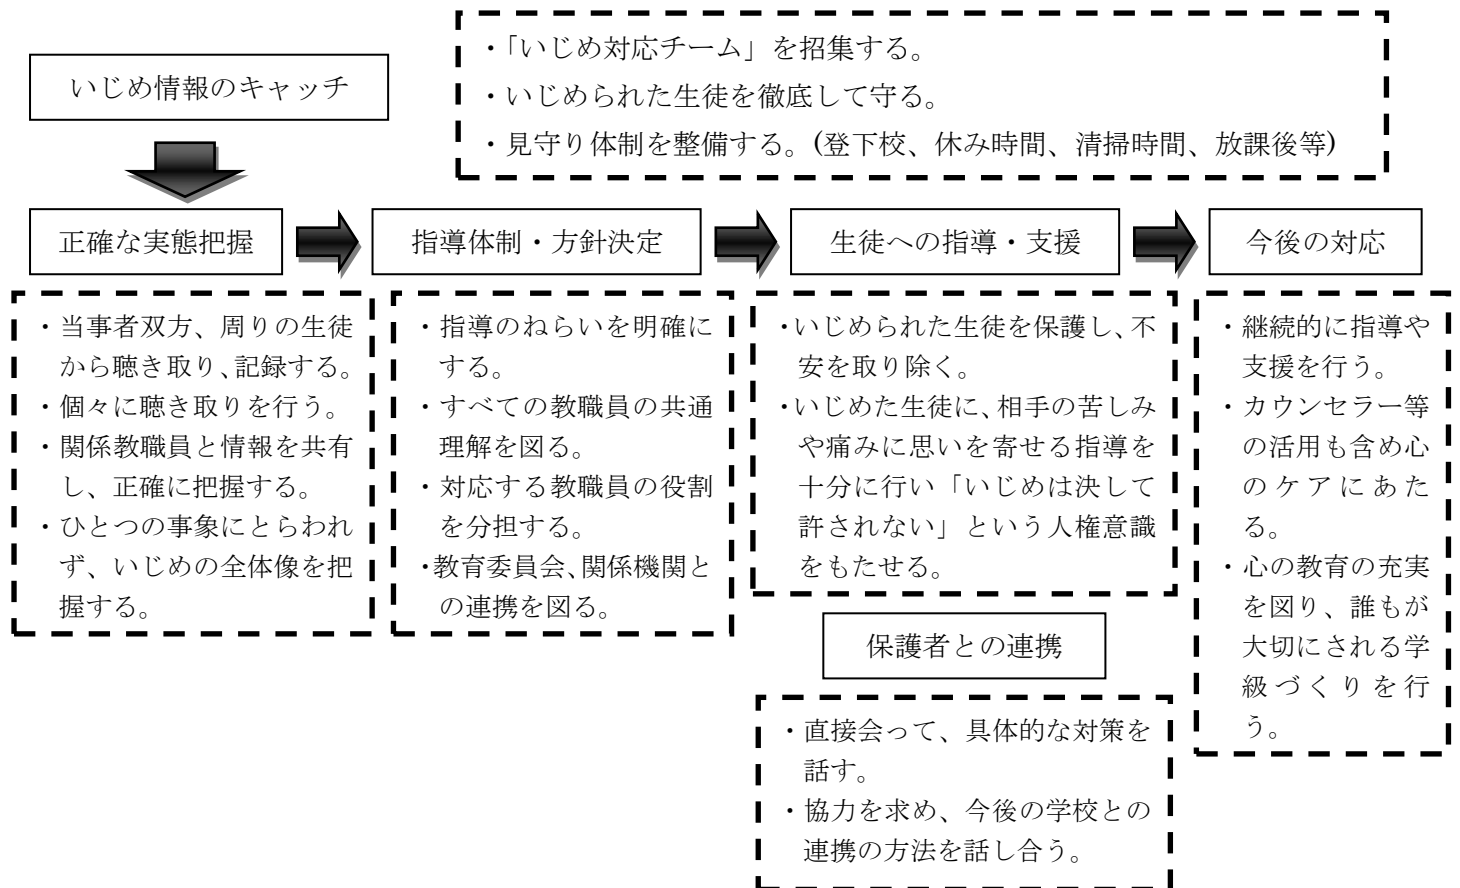 いじめ情報のキャッチ
・「いじめ対応チーム」を招集する。
・いじめられた生徒を徹底して守る。
・見守り体制を整備する。(登下校、休み時間、清掃時間、放課後等)
正確な実態把握
指導体制・方針決定
生徒への指導・支援
今後の対応
・当事者双方、周りの生徒
から聴き取り、記録する。
・個々に聴き取りを行う。
・関係教職員と情報を共有
し、正確に把握する。
・ひとつの事象にとらわれ
ず、いじめの全体像を把
握する。
・指導のねらいを明確に
する。
・すべての教職員の共通
理解を図る。
・対応する教職員の役割
を分担する。
・教育委員会、関係機関と
の連携を図る。
・いじめられた生徒を保護し、不
安を取り除く。
・いじめた生徒に、相手の苦しみ
や痛みに思いを寄せる指導を
十分に行い「いじめは決して
許されない」という人権意識
をもたせる。
保護者との連携
・直接会って、具体的な対策を
話す。
・協力を求め、今後の学校との
連携の方法を話し合う。
・継続的に指導や
支援を行う。
・カウンセラー等
の活用も含め心
のケアにあた
る。
・心の教育の充実
を図り、誰もが
大切にされる学
級づくりを行
う。